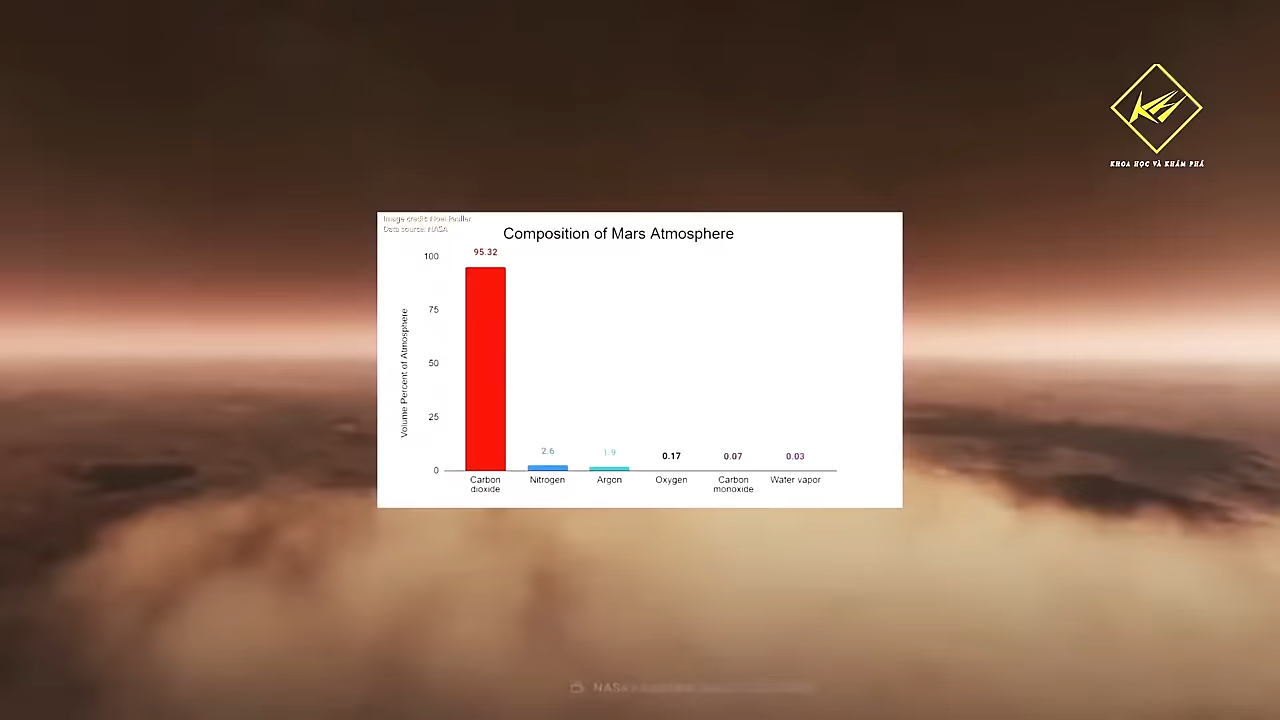 KHOA HỌC VÀ KHÁM PHÁ
Image credit:
Data source: NASA
Composition of Mars Atmosphere
Volume Percent of Atmosphere
100
75
50
25
0
95.32
2.6
1.9
0.17
0.07
0.03
Carbon
dioxide
Nitrogen
Argon
Oxygen
Carbon
monoxide
Water vapor